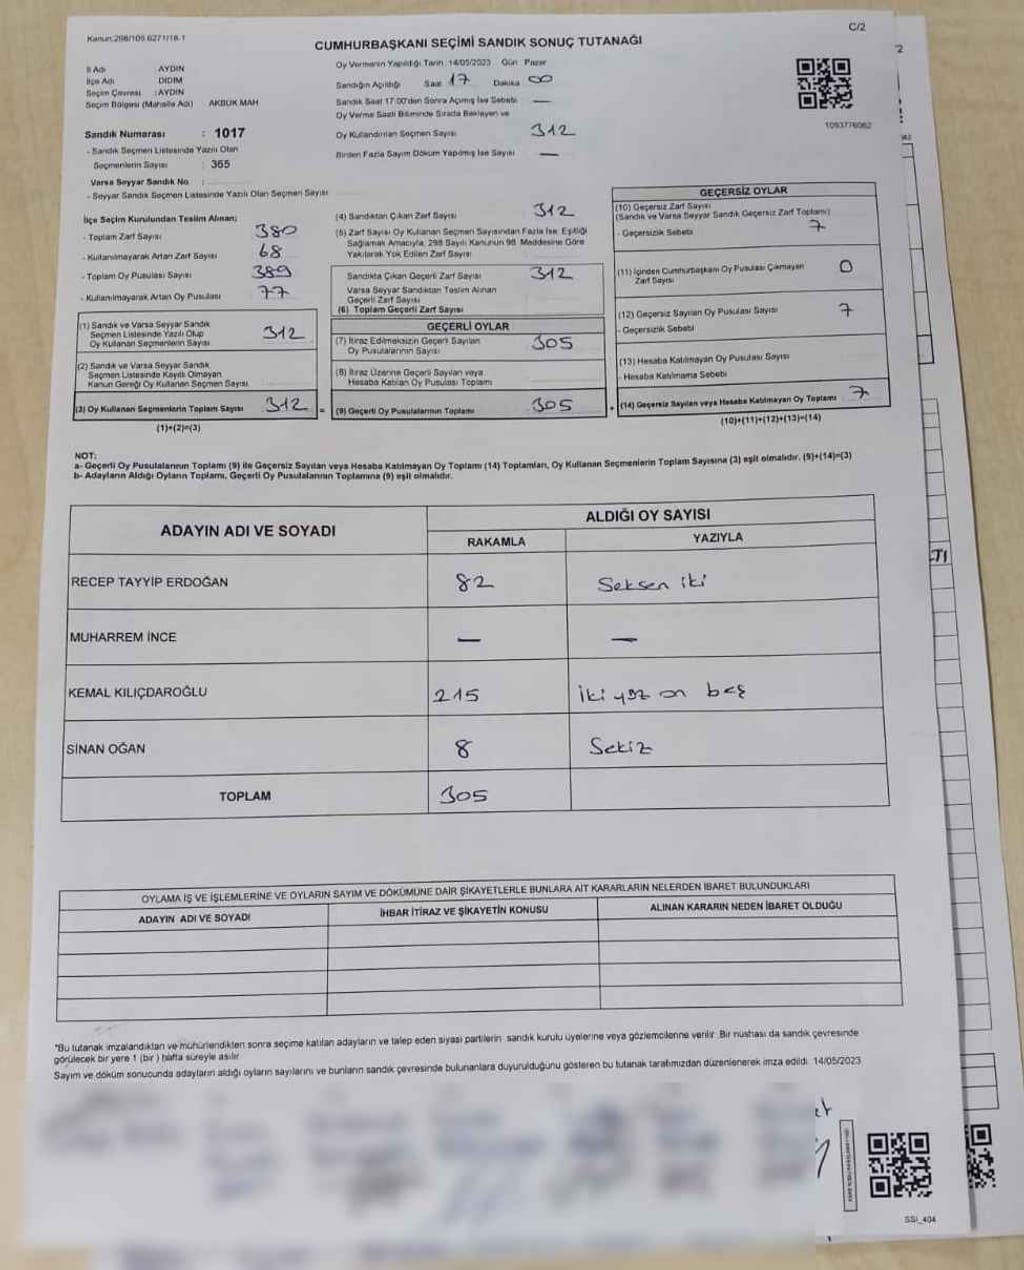 Kanun:298/105 6271/18-1
C/2
CUMHURBAŞKANI SEÇİMİ SANDIK SONUÇ TUTANAĞI
İl Adı AYDIN
İlçe Adı DİDİM
Seçim Çevresi : AYDIN
Seçim Bölgesi (Mahalle Adı) AKBUK MAH
Sandık Numarası : 1017
- Sandık Seçmen Listesinde Yazılı Olan
Seçmenlerin Sayısı : 365
Varsa Seyyar Sandık No :
- Seyyar Sandık Seçmen Listesinde Yazılı Olan Seçmen Sayısı
Oy Vermenin Yapıldığı Tarih :14/05/2023 Gün : Pazar
Sandığın Açıldığı Saat 17 Dakika 00
Sandık Saat 17:00'den Sonra Açılmış İse Sebebi —
Oy Verme Saati Bitiminde Sırada Bekleyen ve
Oy Kullandırılan Seçmen Sayısı 312
Birden Fazla Sayım Döküm Yapılmış İse Sayısı —
1093776062
İlçe Seçim Kurulundan Teslim Alınan;
- Toplam Zarf Sayısı 380
- Kullanılmayarak Artan Zarf Sayısı 68
- Toplam Oy Pusulası Sayısı 389
- Kullanılmayarak Artan Oy Pusulası 77
(1) Sandık ve Varsa Seyyar Sandık
Seçmen Listesinde Yazılı Olup
Oy Kullanan Seçmenlerin Sayısı 312
(2) Sandık ve Varsa Seyyar Sandık
Seçmen Listesinde Kayıtlı Olmayan
Kanun Gereği Oy Kullanan Seçmen Sayısı
(3) Oy Kullanan Seçmenlerin Toplam Sayısı 312 =
(1)+(2)=(3)
(4) Sandıktan Çıkan Zarf Sayısı 312
(5) Zarf Sayısı Oy Kullanan Seçmen Sayısından Fazla İse, Eşitliği
Sağlamak Amacıyla, 298 Sayılı Kanunun 98. Maddesine Göre
Yakılarak Yok Edilen Zarf Sayısı
Sandıkta Çıkan Geçerli Zarf Sayısı 312
Varsa Seyyar Sandıktan Teslim Alınan
Geçerli Zarf Sayısı
(6) Toplam Geçerli Zarf Sayısı
GEÇERLİ OYLAR
(7) İtiraz Edilmeksizin Geçerli Sayılan
Oy Pusulalarının Sayısı 305
(8) İtiraz Üzerine Geçerli Sayılan veya
Hesaba Katılan Oy Pusulası Toplamı
(9) Geçerli Oy Pusulalarının Toplamı 305 +
GEÇERSİZ OYLAR
(10) Geçersiz Zarf Sayısı
(Sandık ve Varsa Seyyar Sandık Geçersiz Zarf Toplamı) 7
- Geçersizlik Sebebi
(11) İçinden Cumhurbaşkanı Oy Pusulası Çıkmayan
Zarf Sayısı 0
(12) Geçersiz Sayılan Oy Pusulası Sayısı 7
- Geçersizlik Sebebi
(13) Hesaba Katılmayan Oy Pusulası Sayısı
- Hesaba Katılmama Sebebi
(14) Geçersiz Sayılan veya Hesaba Katılmayan Oy Toplamı 7
(10)+(11)+(12)+(13)=(14)
NOT:
a- Geçerli Oy Pusulalarının Toplamı (9) ile Geçersiz Sayılan veya Hesaba Katılmayan Oy Toplamı (14) Toplamları, Oy Kullanan Seçmenlerin Toplam Sayısına (3) eşit olmalıdır. (9)+(14)=(3)
b- Adayların Aldığı Oyların Toplamı, Geçerli Oy Pusulalarının Toplamına (9) eşit olmalıdır.
ADAYIN ADI VE SOYADI
ALDIĞI OY SAYISI
RAKAMLA YAZIYLA
RECEP TAYYİP ERDOĞAN 82 Seksen iki
MUHARREM İNCE — —
KEMAL KILIÇDAROĞLU 215 İki yüz on beş
SİNAN OĞAN 8 Sekiz
TOPLAM 305
OYLAMA İŞ VE İŞLEMLERİNE VE OYLARIN SAYIM VE DÖKÜMÜNE DAİR ŞİKAYETLERLE BUNLARA AİT KARARLARIN NELERDEN İBARET BULUNDUKLARI
ADAYIN ADI VE SOYADI İHBAR İTİRAZ VE ŞİKAYETİN KONUSU ALINAN KARARIN NEDEN İBARET OLDUĞU
*Bu tutanak imzalandıktan ve mühürlendikten sonra seçime katılan adayların ve talep eden siyasi partilerin sandık kurulu üyelerine veya gözlemcilerine verilir. Bir nüshası da sandık çevresinde
görülecek bir yere 1 (bir ) hafta süreyle asılır
Sayım ve döküm sonucunda adayların aldığı oyların sayılarını ve bunların sandık çevresinde bulunanlara duyurulduğunu gösteren bu tutanak tarafımızdan düzenlenerek imza edildi. 14/05/2023
SSI_404